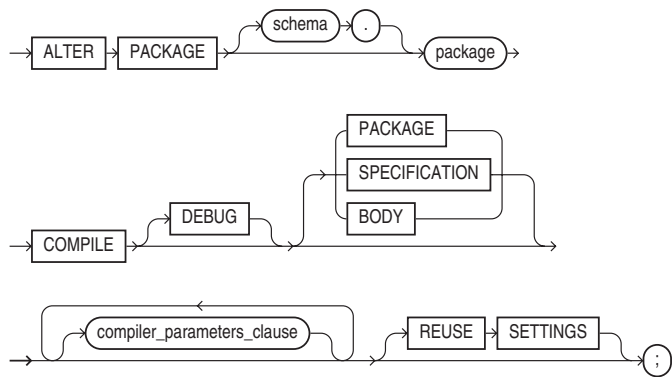 schema .
ALTER PACKAGE package
PACKAGE
SPECIFICATION
DEBUG BODY
COMPILE
compiler_parameters_clause REUSE SETTINGS
;